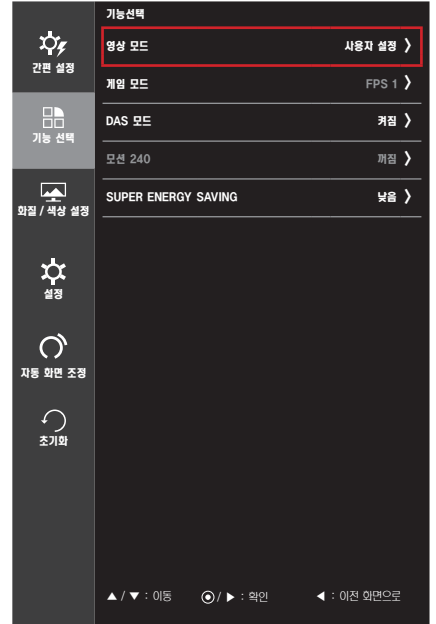 간편 설정
기능 선택
화질 / 색상 설정
설정
자동 화면 조정
초기화
기능선택
영상 모드 사용자 설정 〉
게임 모드 FPS 1 〉
DAS 모드 켜짐 〉
모션 240 꺼짐 〉
SUPER ENERGY SAVING 낮음 〉
▲ / ▼ : 이동 ⦿ / ▶ : 확인 ◀ : 이전 화면으로